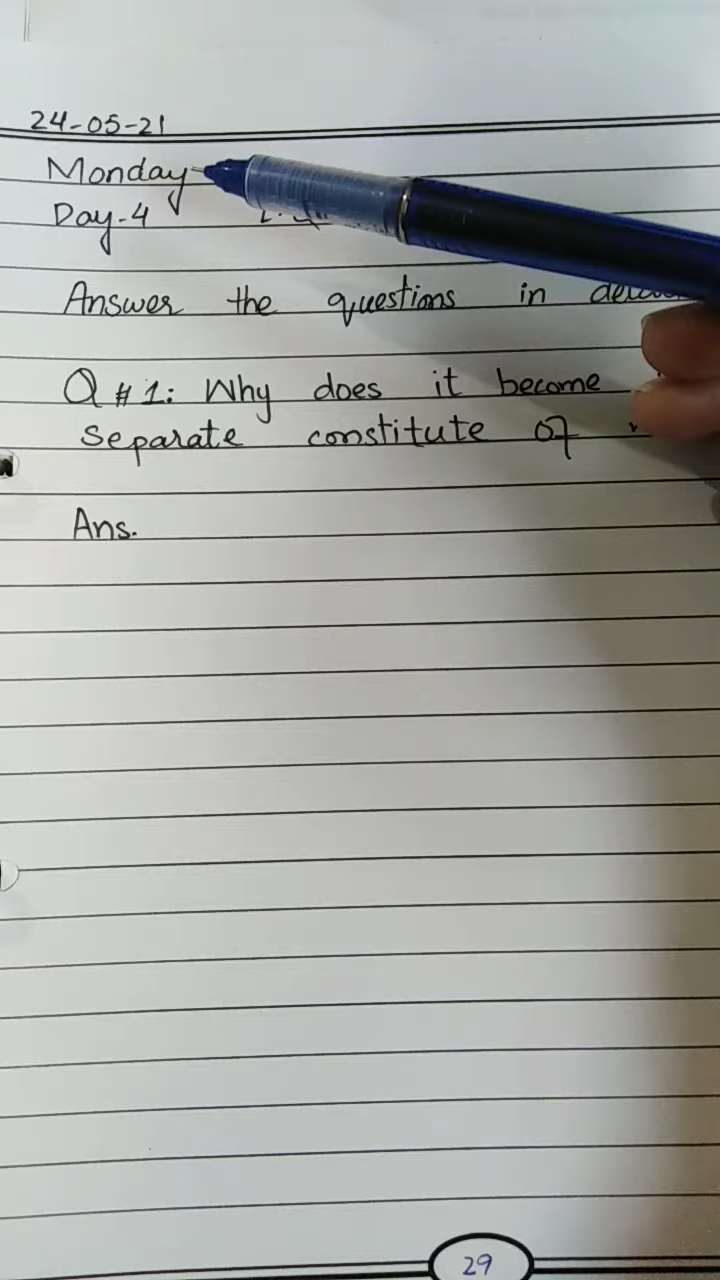 24-05-21
Monday
Day-4
Answer the questions in
Q # 1: Why does it become
separate constitute of
Ans.
29